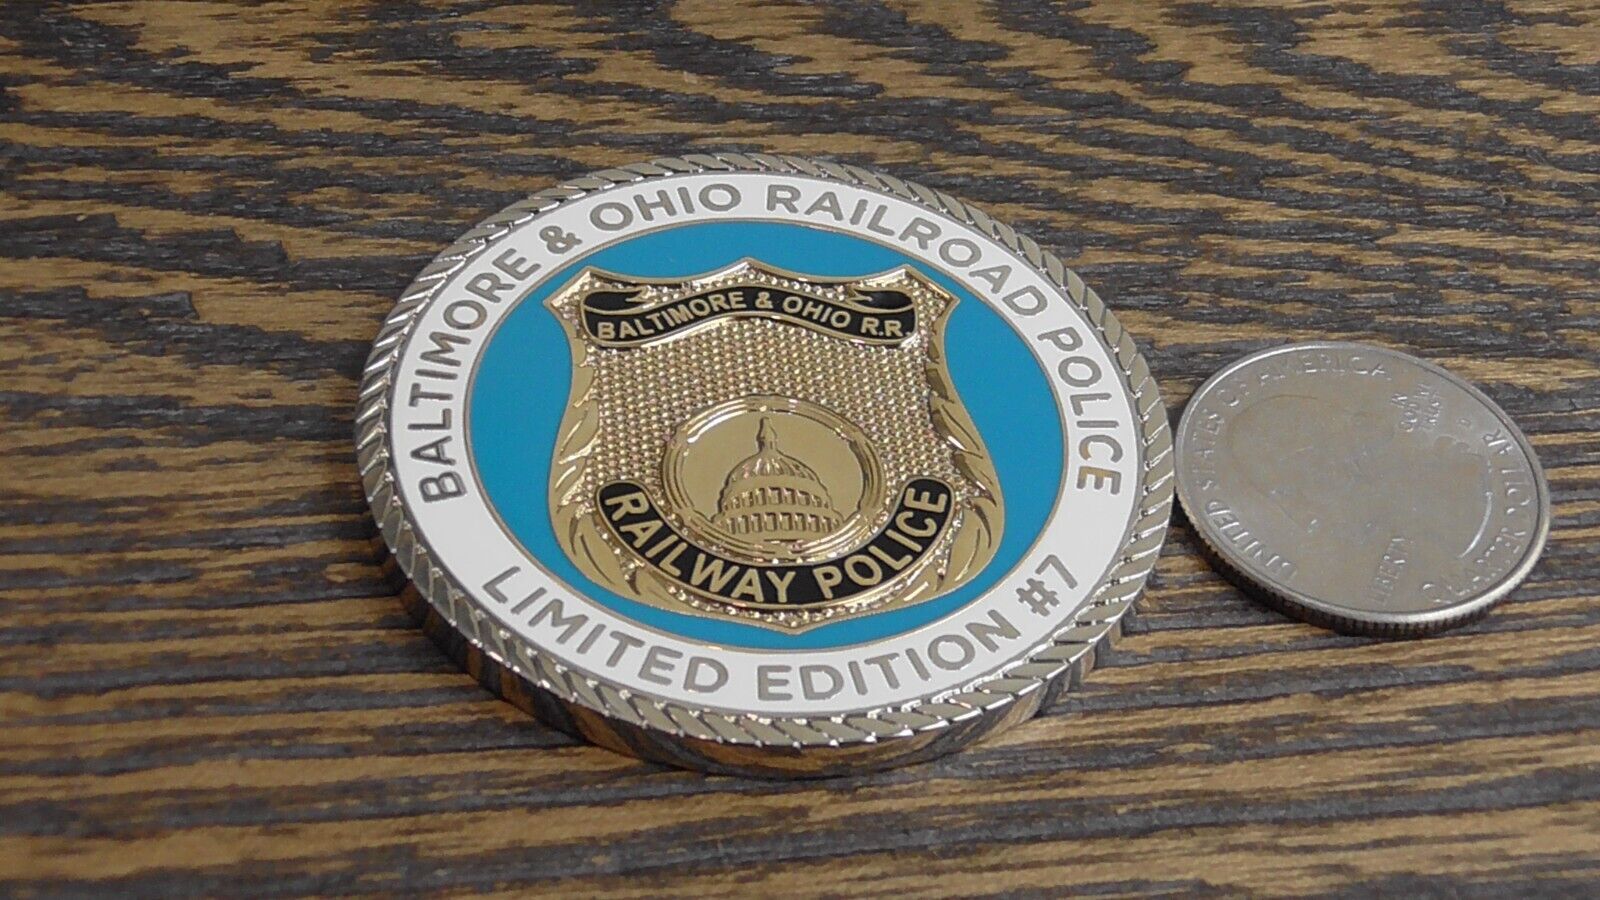 BALTIMORE & OHIO RAILROAD POLICE
BALTIMORE & OHIO R.R.
RAILWAY POLICE
LIMITED EDITION #7
UNITED STATES OF AMERICA
LIBERTY
QUARTER DOLLAR